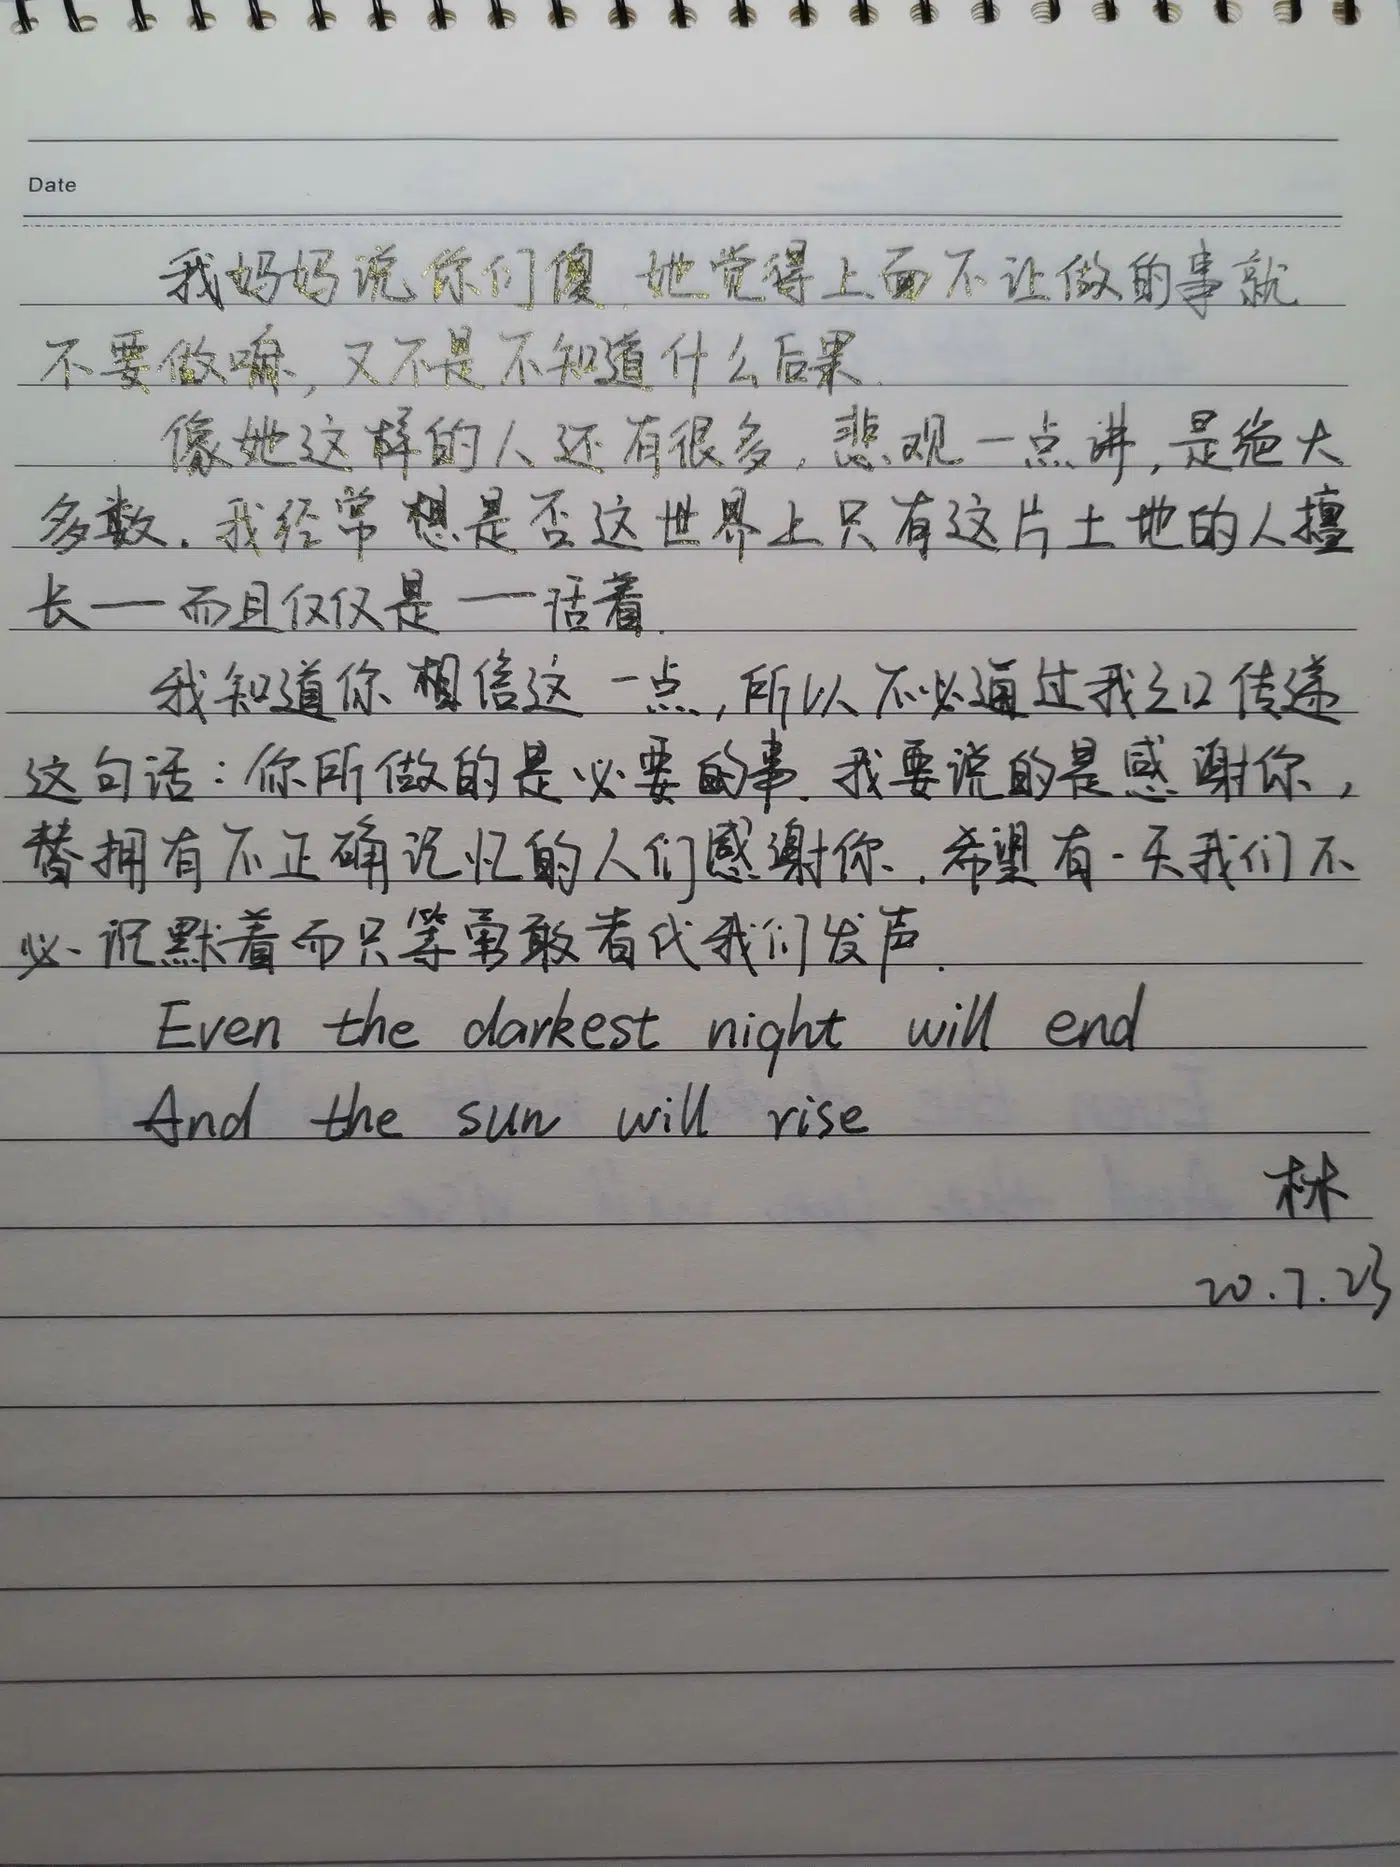 Date
我妈妈说你们傻.她觉得上面不让做的事就
不要做嘛,又不是不知道什么后果.
像她这样的人还有很多,悲观一点讲,是绝大
多数.我经常想是否这世界上只有这片土地的人擅
长——而且仅仅是——活着.
我知道你相信这一点,所以不必通过我之口传递
这句话:你所做的是必要的事.我要说的是感谢你,
替拥有不正确记忆的人们感谢你.希望有一天我们不
必沉默着而只等勇敢者代我们发声.
Even the darkest night will end
And the sun will rise
林
20.7.23